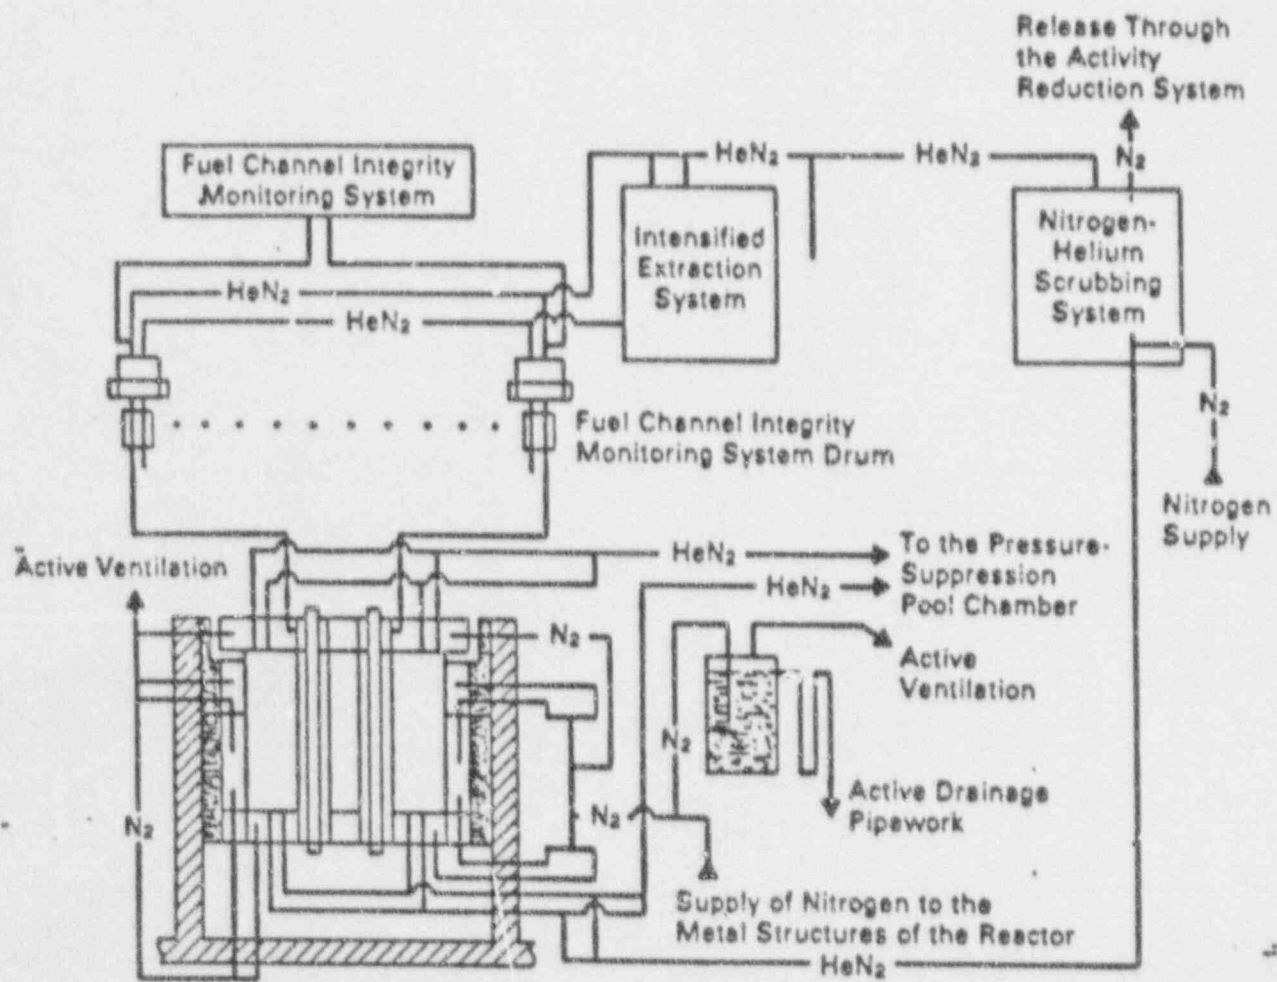 Release Through
the Activity
Reduction System
Fuel Channel Integrity
Monitoring System
HeN₂
HeN₂
N₂
Intensified
Extraction
System
Nitrogen-
Helium
Scrubbing
System
HeN₂
HeN₂
N₂
Fuel Channel Integrity
Monitoring System Drum
Nitrogen
Supply
Active Ventilation
HeN₂
To the Pressure-
Suppression
Pool Chamber
HeN₂
N₂
Active
Ventilation
N₂
N₂
N₂
Active Drainage
Pipework
Supply of Nitrogen to the
Metal Structures of the Reactor
HeN₂